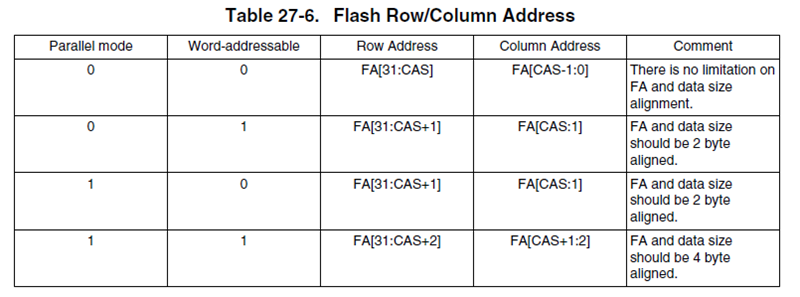 Table 27-6. Flash Row/Column Address
Parallel mode Word-addressable Row Address Column Address Comment
0 0 FA[31:CAS] FA[CAS-1:0] There is no limitation on
FA and data size
alignment.
0 1 FA[31:CAS+1] FA[CAS:1] FA and data size
should be 2 byte
aligned.
1 0 FA[31:CAS+1] FA[CAS:1] FA and data size
should be 2 byte
aligned.
1 1 FA[31:CAS+2] FA[CAS+1:2] FA and data size
should be 4 byte
aligned.